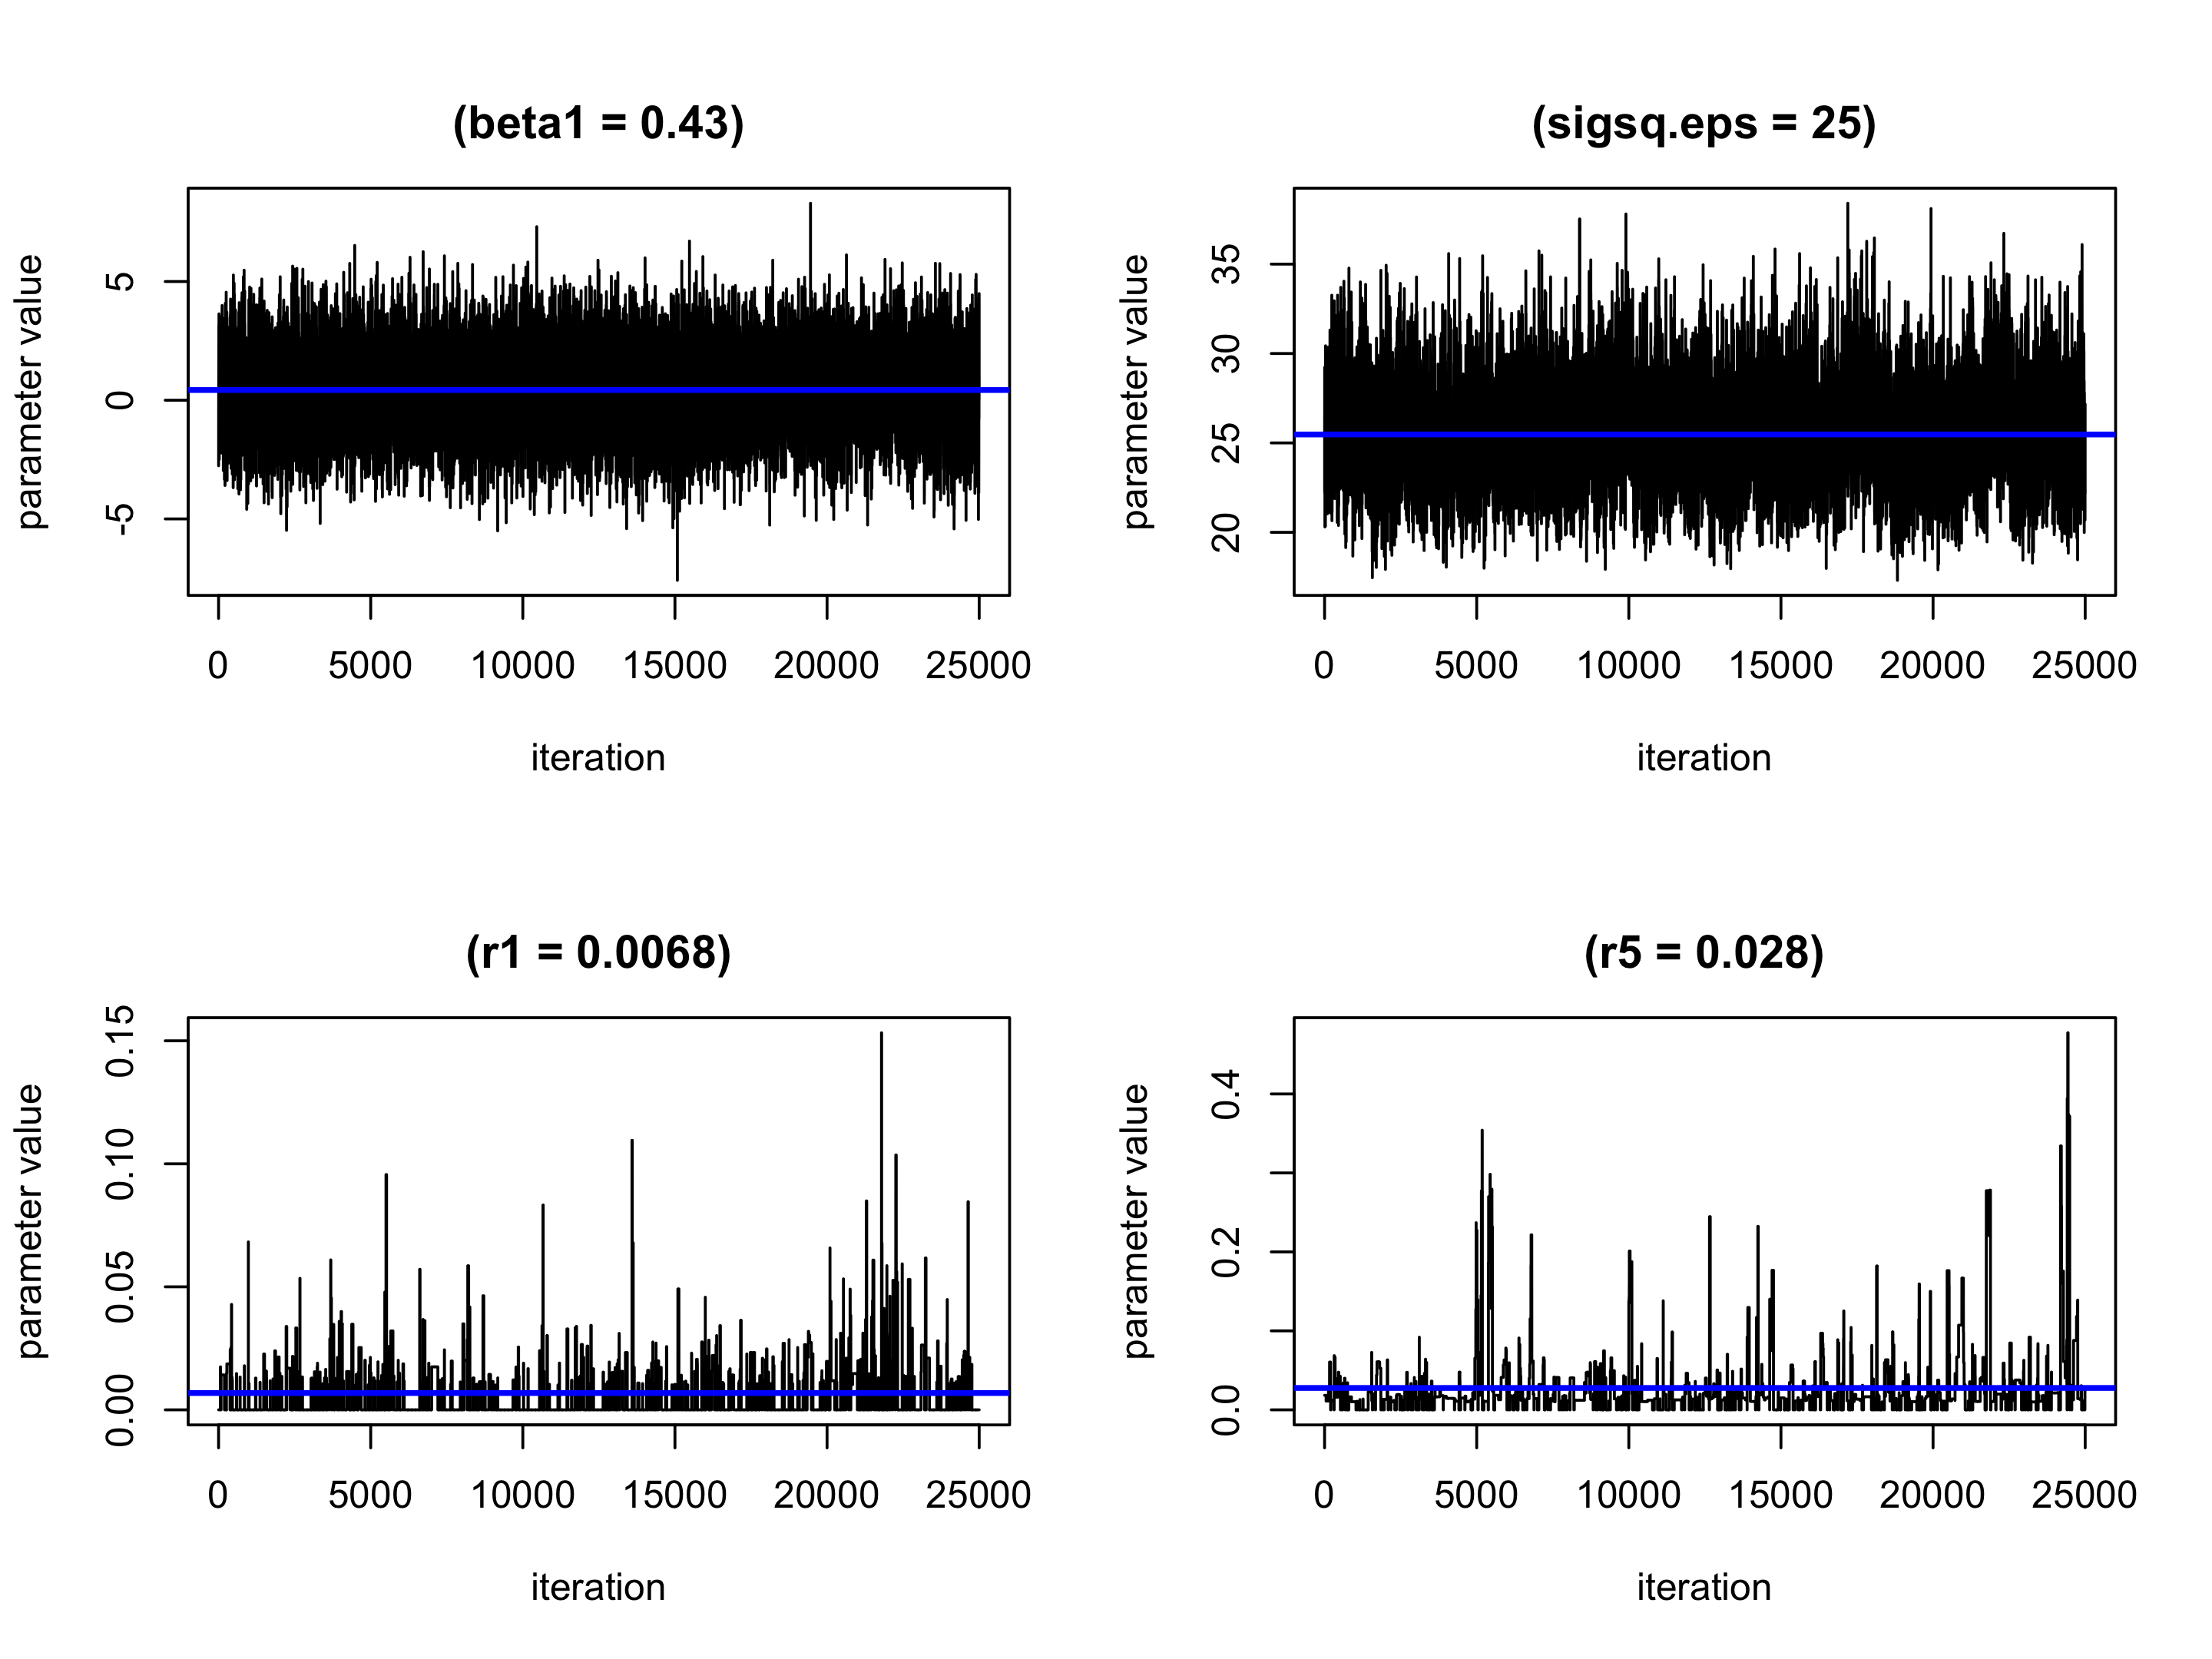 (beta1 = 0.43)
parameter value
5
0
-5
0 5000 10000 15000 20000 25000
iteration
(sigsq.eps = 25)
parameter value
35
30
25
20
0 5000 10000 15000 20000 25000
iteration
(r1 = 0.0068)
parameter value
0.15
0.10
0.05
0.00
0 5000 10000 15000 20000 25000
iteration
(r5 = 0.028)
parameter value
0.4
0.2
0.0
0 5000 10000 15000 20000 25000
iteration